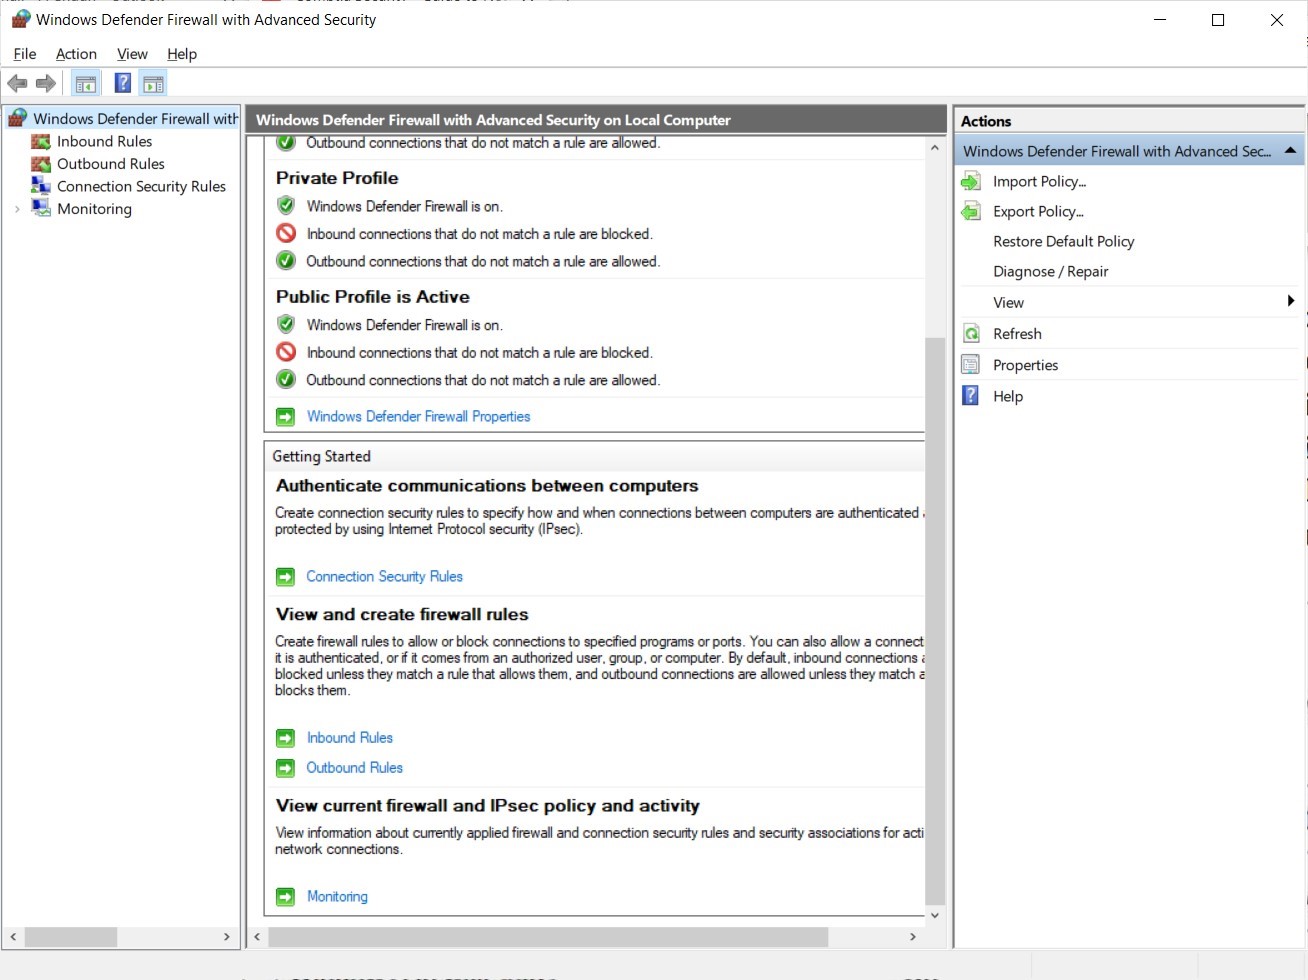 Windows Defender Firewall with Advanced Security
File Action View Help
Windows Defender Firewall with
Inbound Rules
Outbound Rules
Connection Security Rules
Monitoring
Windows Defender Firewall with Advanced Security on Local Computer
Outbound connections that do not match a rule are allowed.
Private Profile
Windows Defender Firewall is on.
Inbound connections that do not match a rule are blocked.
Outbound connections that do not match a rule are allowed.
Public Profile is Active
Windows Defender Firewall is on.
Inbound connections that do not match a rule are blocked.
Outbound connections that do not match a rule are allowed.
Windows Defender Firewall Properties
Getting Started
Authenticate communications between computers
Create connection security rules to specify how and when connections between computers are authenticated
protected by using Internet Protocol security (IPsec).
Connection Security Rules
View and create firewall rules
Create firewall rules to allow or block connections to specified programs or ports. You can also allow a connect
it is authenticated, or if it comes from an authorized user, group, or computer. By default, inbound connections
blocked unless they match a rule that allows them, and outbound connections are allowed unless they match a
blocks them.
Inbound Rules
Outbound Rules
View current firewall and IPsec policy and activity
View information about currently applied firewall and connection security rules and security associations for acti
network connections.
Monitoring
Actions
Windows Defender Firewall with Advanced Sec...
Import Policy...
Export Policy...
Restore Default Policy
Diagnose / Repair
View
Refresh
Properties
Help